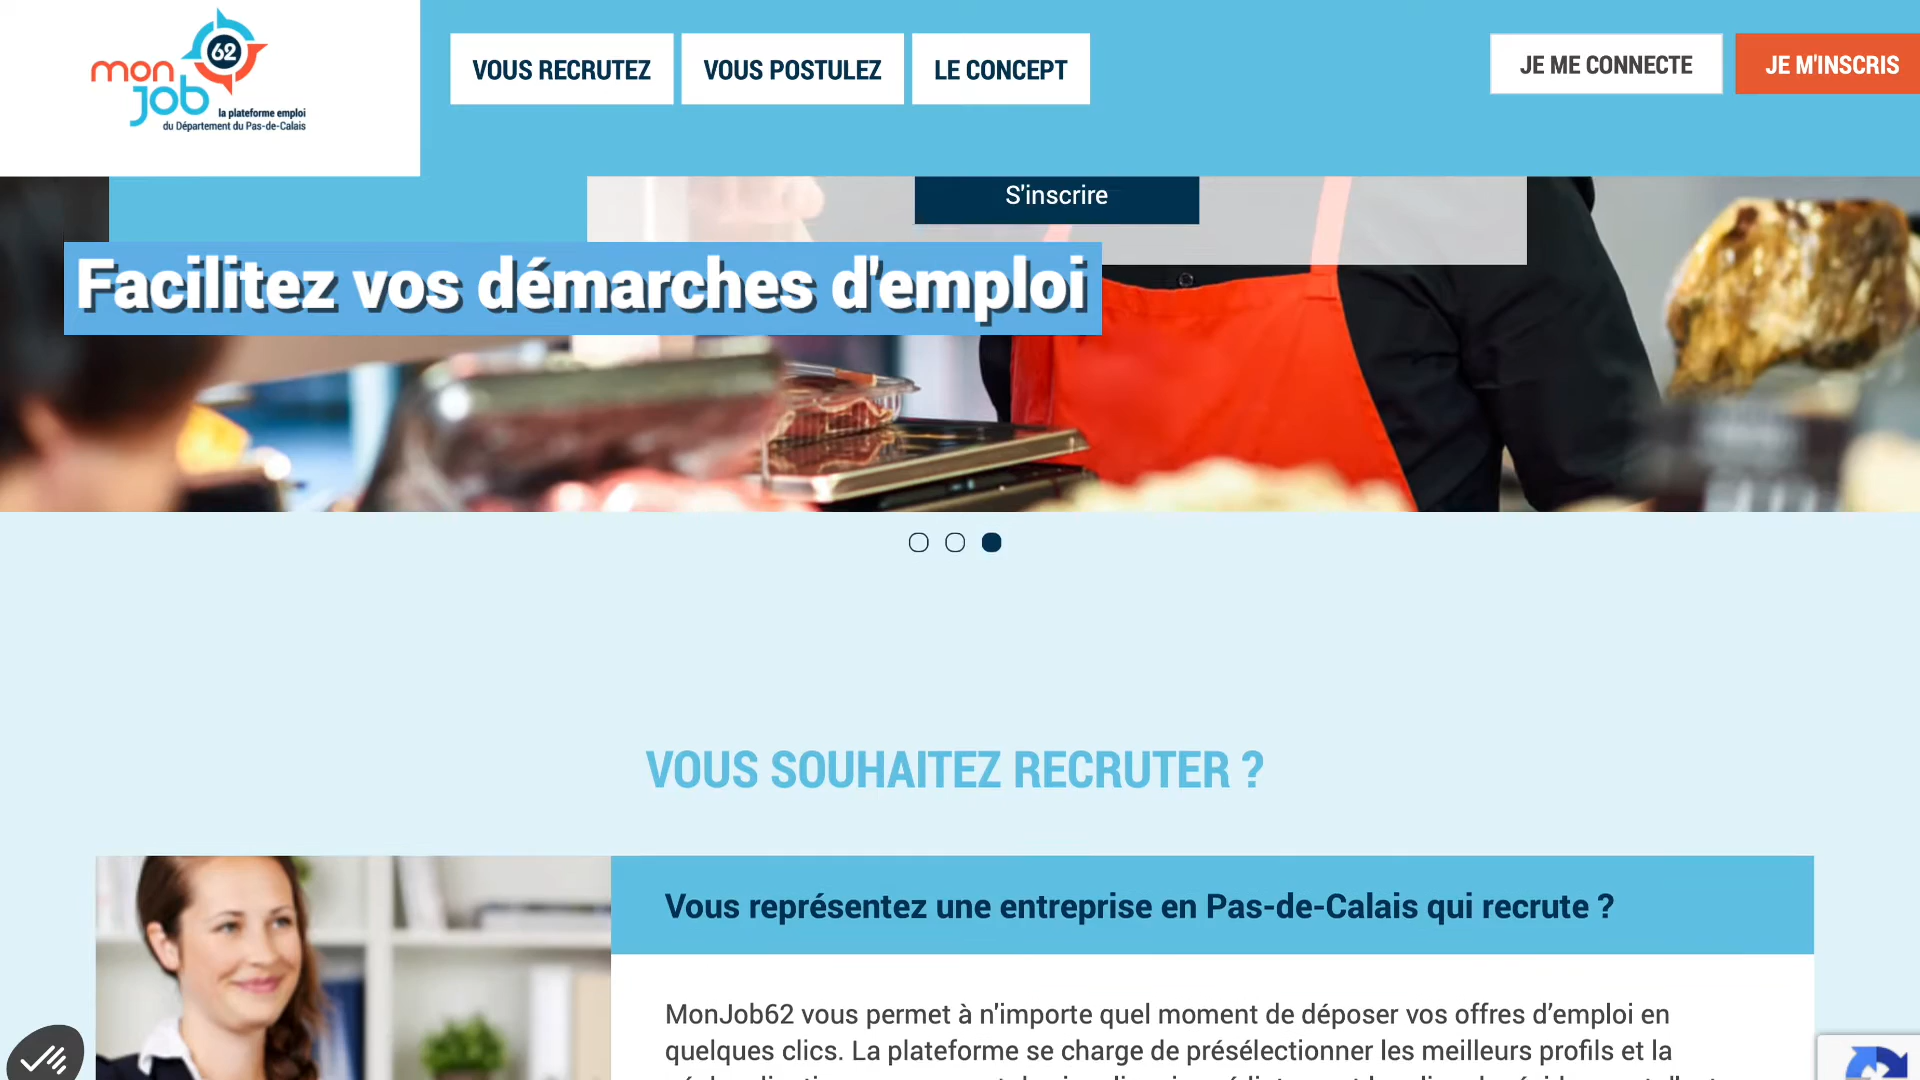 mon job 62
la plateforme emploi
du Département du Pas-de-Calais
VOUS RECRUTEZ
VOUS POSTULEZ
LE CONCEPT
JE ME CONNECTE
JE M'INSCRIS
S'inscrire
Facilitez vos démarches d'emploi
VOUS SOUHAITEZ RECRUTER ?
Vous représentez une entreprise en Pas-de-Calais qui recrute ?
MonJob62 vous permet à n'importe quel moment de déposer vos offres d’emploi en
quelques clics. La plateforme se charge de présélectionner les meilleurs profils et la